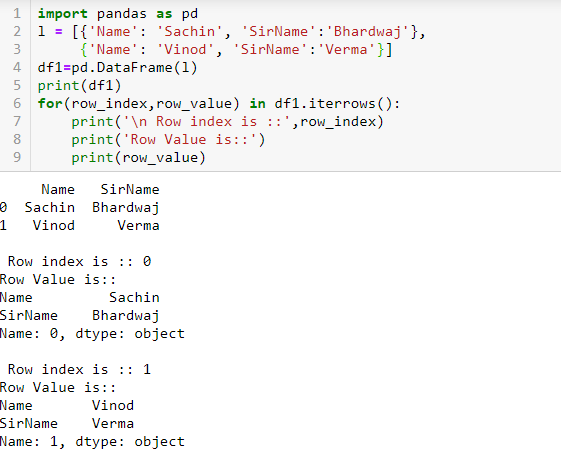 1 import pandas as pd
2 l = [{'Name': 'Sachin', 'SirName':'Bhardwaj'},
3      {'Name': 'Vinod', 'SirName':'Verma'}]
4 df1=pd.DataFrame(l)
5 print(df1)
6 for(row_index,row_value) in df1.iterrows():
7     print('\n Row index is ::',row_index)
8     print('Row Value is::')
9     print(row_value)
     Name   SirName
0  Sachin  Bhardwaj
1   Vinod     Verma
 Row index is :: 0
Row Value is::
Name         Sachin
SirName    Bhardwaj
Name: 0, dtype: object
 Row index is :: 1
Row Value is::
Name       Vinod
SirName    Verma
Name: 1, dtype: object